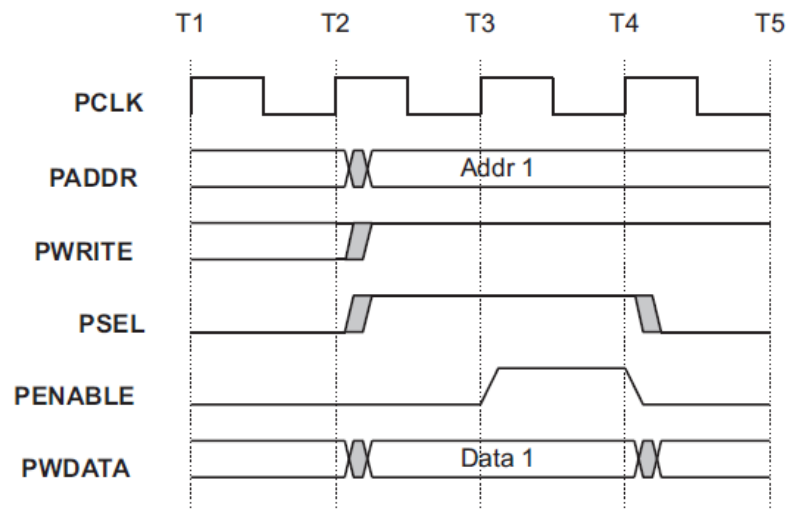 T1 T2 T3 T4 T5
PCLK
PADDR Addr 1
PWRITE
PSEL
PENABLE
PWDATA Data 1